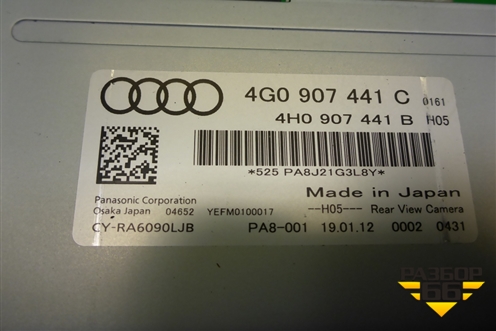 4G0 907 441 C 0161
4H0 907 441 B H05
*525 PA8J21G3L8Y*
Made in Japan
Panasonic Corporation
Osaka Japan 04652 YEFM0100017 --H05-- Rear View Camera
CY-RA6090LJB PA8-001 19.01.12 0002 0431
РАЗБОР
66